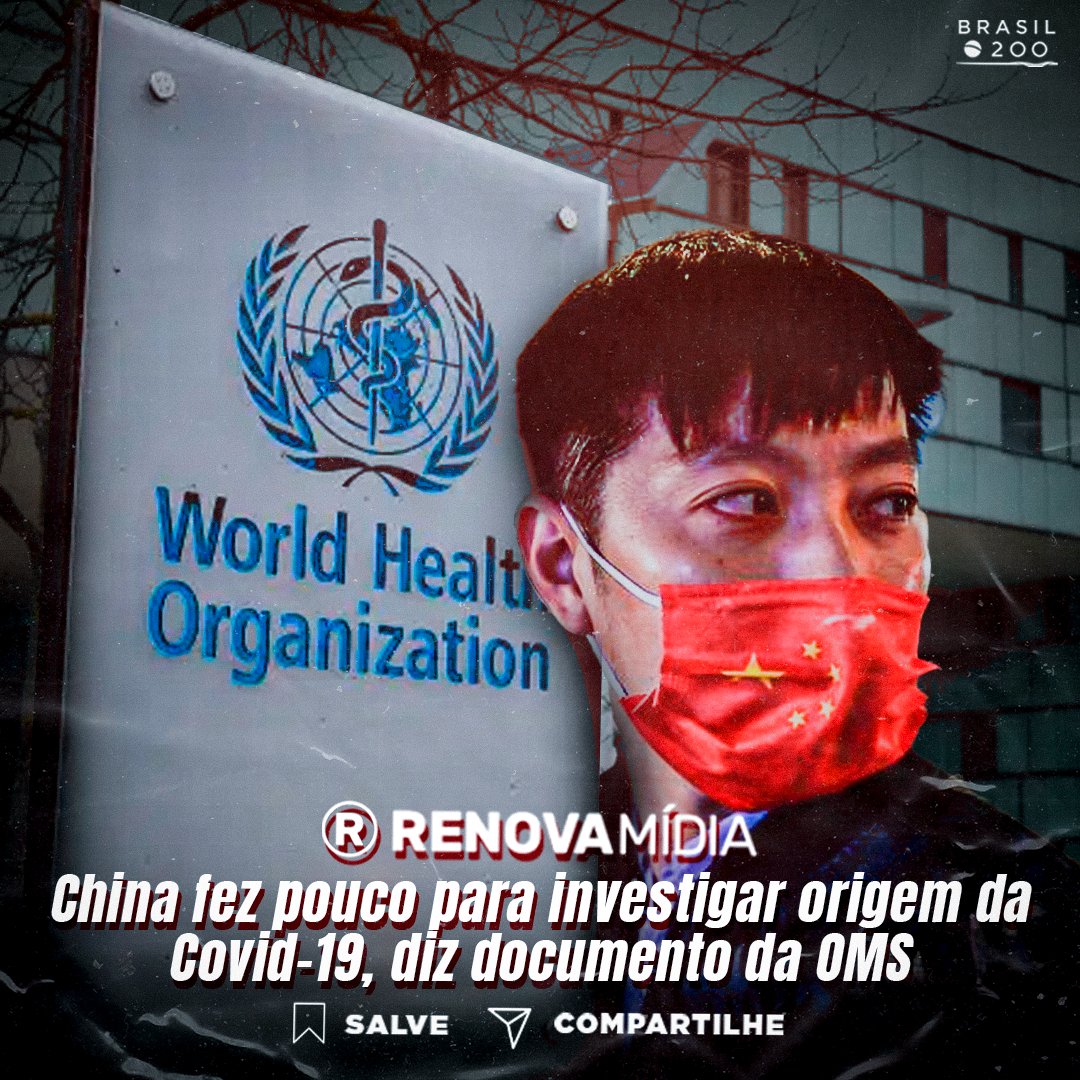 BRASIL
200
World Health
Organization
R RENOVAMÍDIA
China fez pouco para investigar origem da
Covid-19, diz documento da OMS
SALVE COMPARTILHE